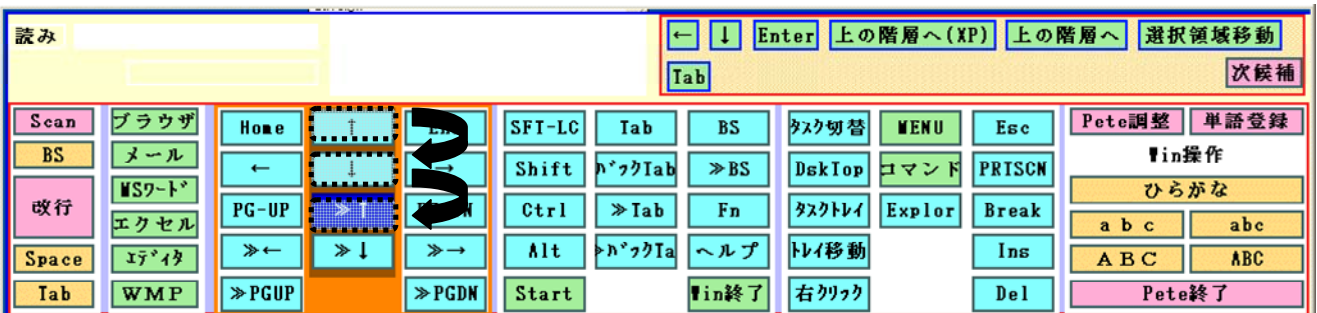 読み
← ↓ Enter 上の階層へ(XP) 上の階層へ 選択領域移動
Tab 次候補
Scan ブラウザ Home ↑ SFT-LC Tab BS タスク切替 MENU Esc Pete調整 単語登録
BS メール ← ↓ → Shift バックTab ≫BS DskTop コマンド PRTSCN Win操作
改行 MSワード PG-UP ≫↑ Ctrl ≫Tab Fn タスクトレイ Explor Break ひらがな
エクセル a b c abc
Space エディタ ≫← ≫↓ ≫→ Alt ≫バックTa ヘルプ トレイ移動 Ins A B C ABC
Tab WMP ≫PGUP ≫PGDN Start Win終了 右クリック Del Pete終了